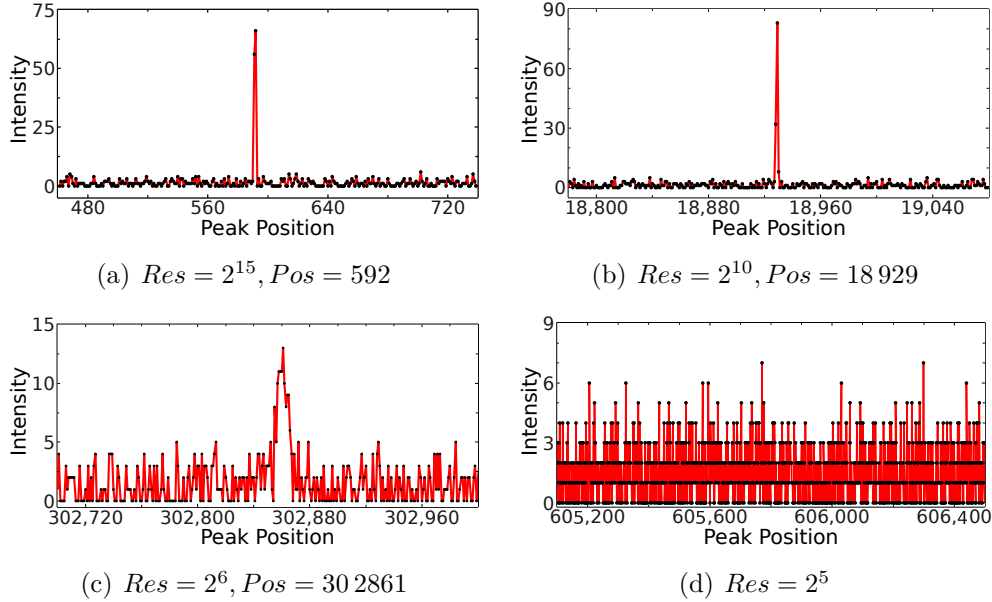 75
50
25
0
Intensity
480 560 640 720
Peak Position
(a) Res = 2^15, Pos = 592
90
60
30
0
Intensity
18,800 18,880 18,960 19,040
Peak Position
(b) Res = 2^10, Pos = 18 929
15
10
5
0
Intensity
302,720 302,800 302,880 302,960
Peak Position
(c) Res = 2^6, Pos = 30 2861
9
6
3
0
Intensity
605,200 605,600 606,000 606,400
Peak Position
(d) Res = 2^5